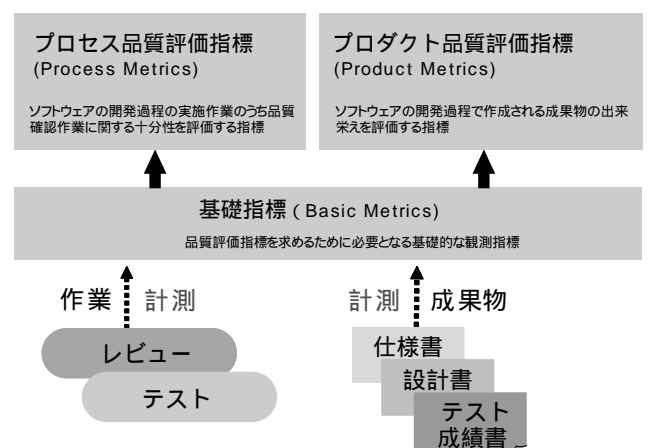 プロセス品質評価指標
(Process Metrics)
ソフトウェアの開発過程の実施作業のうち品質
確認作業に関する十分性を評価する指標
プロダクト品質評価指標
(Product Metrics)
ソフトウェアの開発過程で作成される成果物の出来
栄えを評価する指標
基礎指標 ( Basic Metrics)
品質評価指標を求めるために必要となる基礎的な観測指標
作業 計測
計測 成果物
レビュー
テスト
仕様書
設計書
テスト
成績書